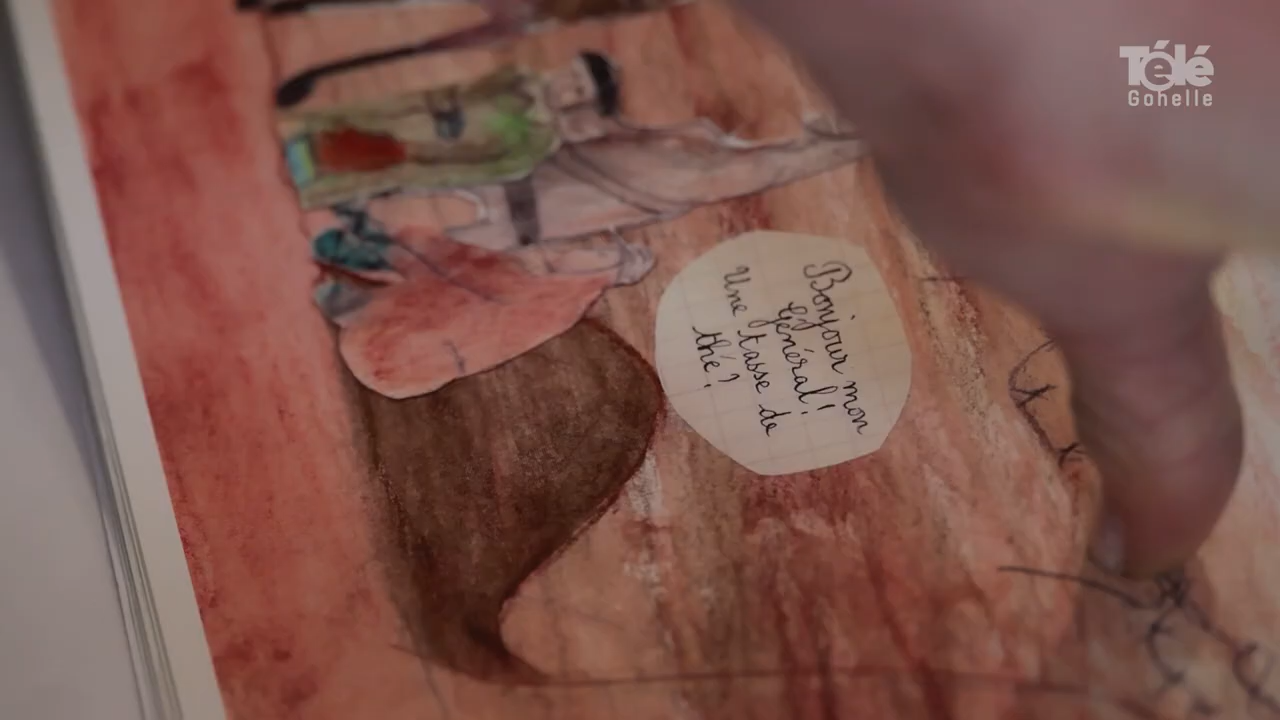 Télé
Gohelle
Bonjour mon
général!
Une tasse de
thé?